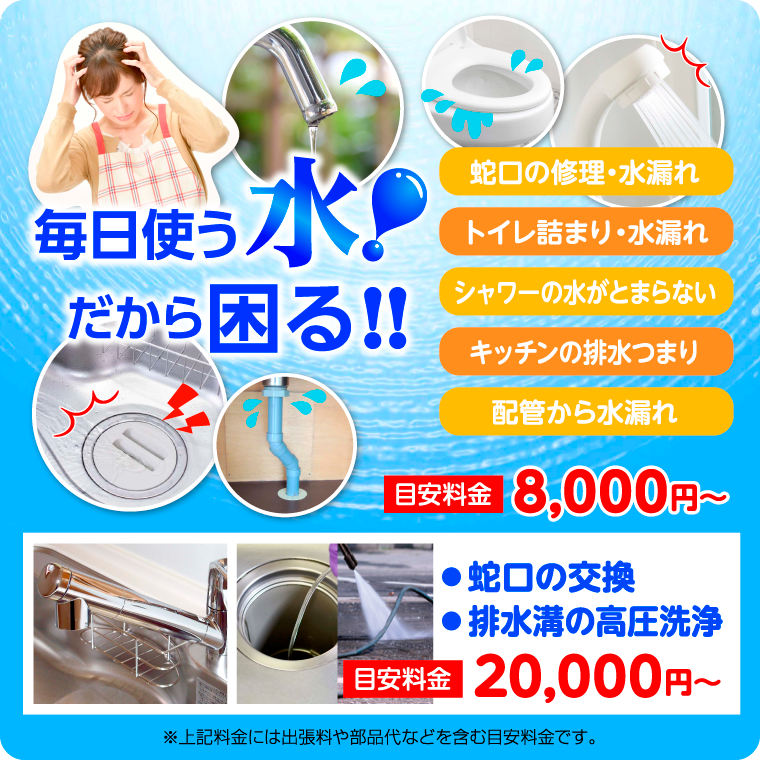 毎日使う水!
だから困る!!
蛇口の修理・水漏れ
トイレ詰まり・水漏れ
シャワーの水がとまらない
キッチンの排水つまり
配管から水漏れ
目安料金 8,000円〜
●蛇口の交換
●排水溝の高圧洗浄
目安料金 20,000円〜
※上記料金には出張料や部品代などを含む目安料金です。